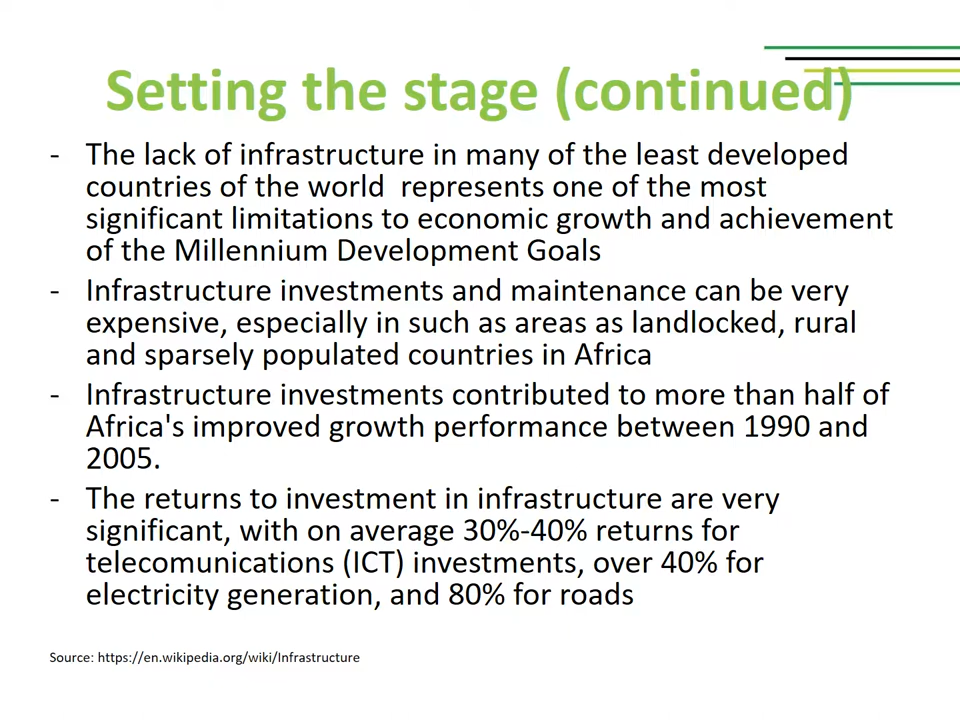 Setting the stage (continued)
- The lack of infrastructure in many of the least developed
countries of the world  represents one of the most
significant limitations to economic growth and achievement
of the Millennium Development Goals
- Infrastructure investments and maintenance can be very
expensive, especially in such as areas as landlocked, rural
and sparsely populated countries in Africa
- Infrastructure investments contributed to more than half of
Africa's improved growth performance between 1990 and
2005.
- The returns to investment in infrastructure are very
significant, with on average 30%-40% returns for
telecomunications (ICT) investments, over 40% for
electricity generation, and 80% for roads
Source: https://en.wikipedia.org/wiki/Infrastructure